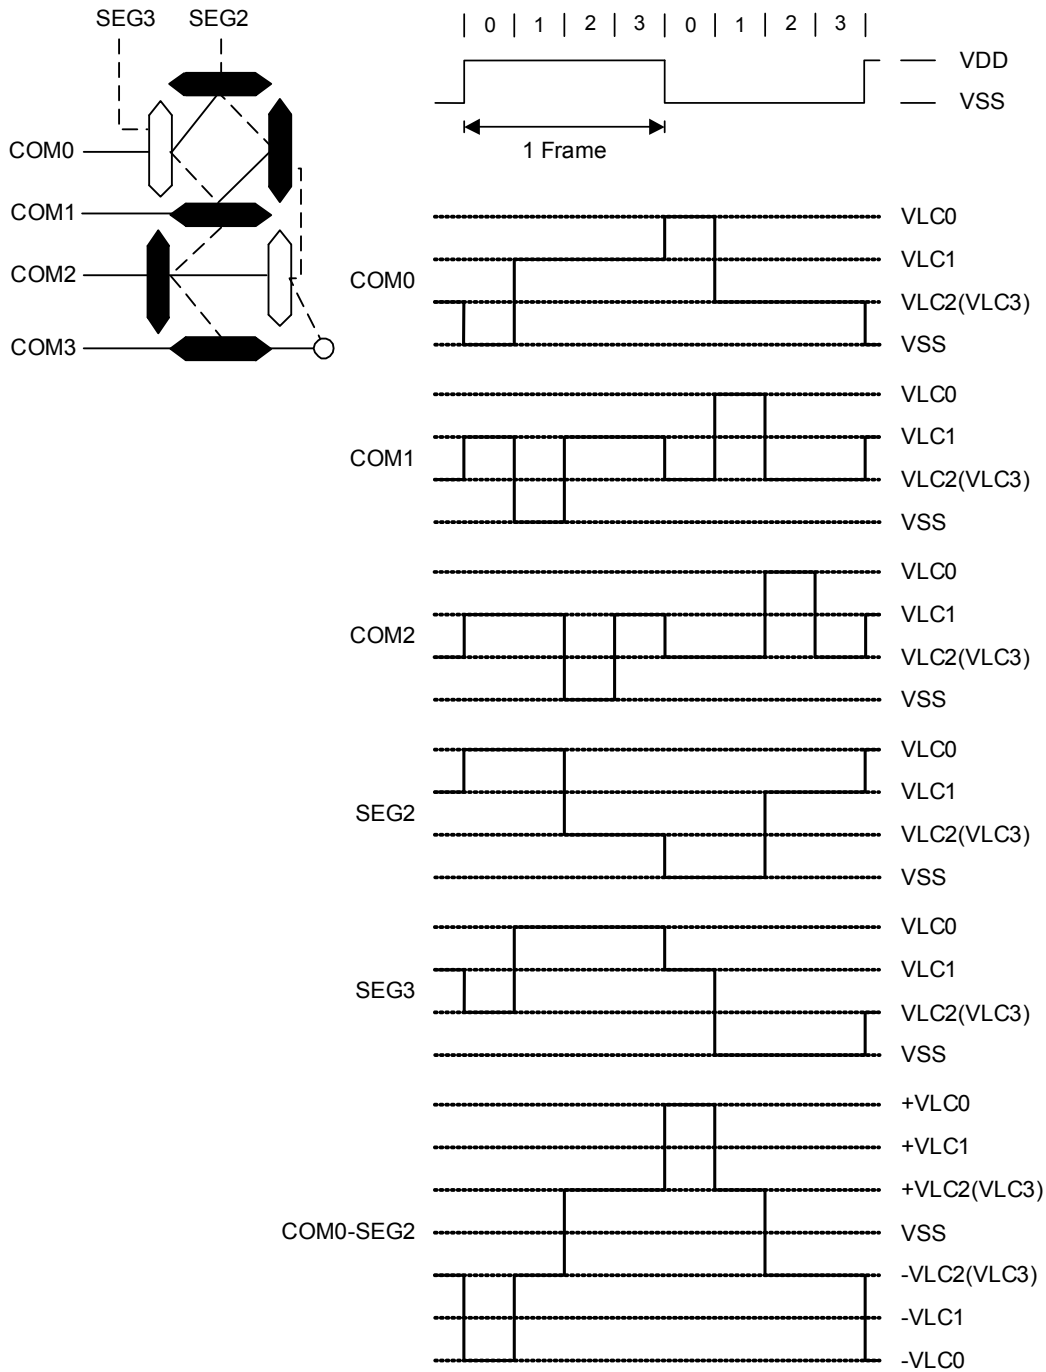 SEG3 SEG2
| 0 | 1 | 2 | 3 | 0 | 1 | 2 | 3 |
VDD
VSS
1 Frame
COM0
COM1
COM2
COM3
COM0
VLC0
VLC1
VLC2(VLC3)
VSS
COM1
VLC0
VLC1
VLC2(VLC3)
VSS
COM2
VLC0
VLC1
VLC2(VLC3)
VSS
SEG2
VLC0
VLC1
VLC2(VLC3)
VSS
SEG3
VLC0
VLC1
VLC2(VLC3)
VSS
COM0-SEG2
+VLC0
+VLC1
+VLC2(VLC3)
VSS
-VLC2(VLC3)
-VLC1
-VLC0